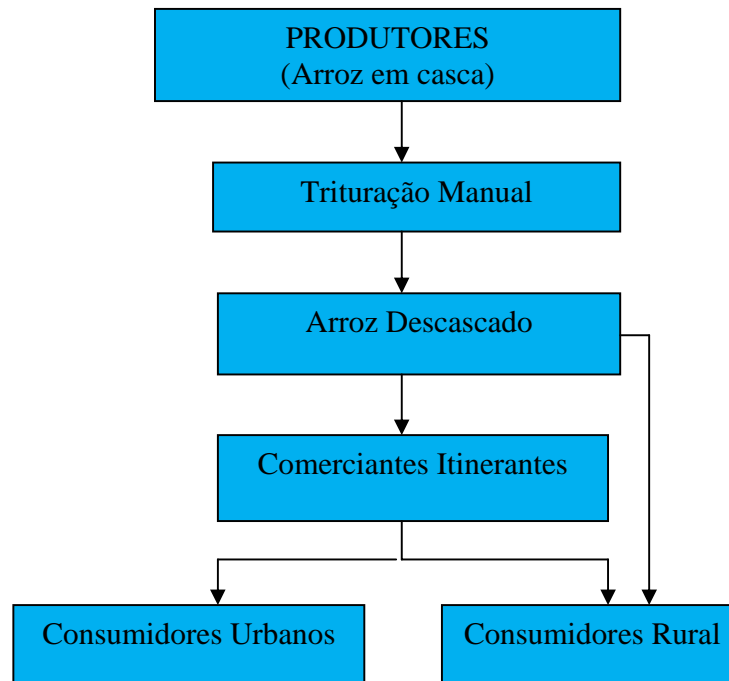 PRODUTORES
(Arroz em casca)
Trituração Manual
Arroz Descascado
Comerciantes Itinerantes
Consumidores Urbanos
Consumidores Rural